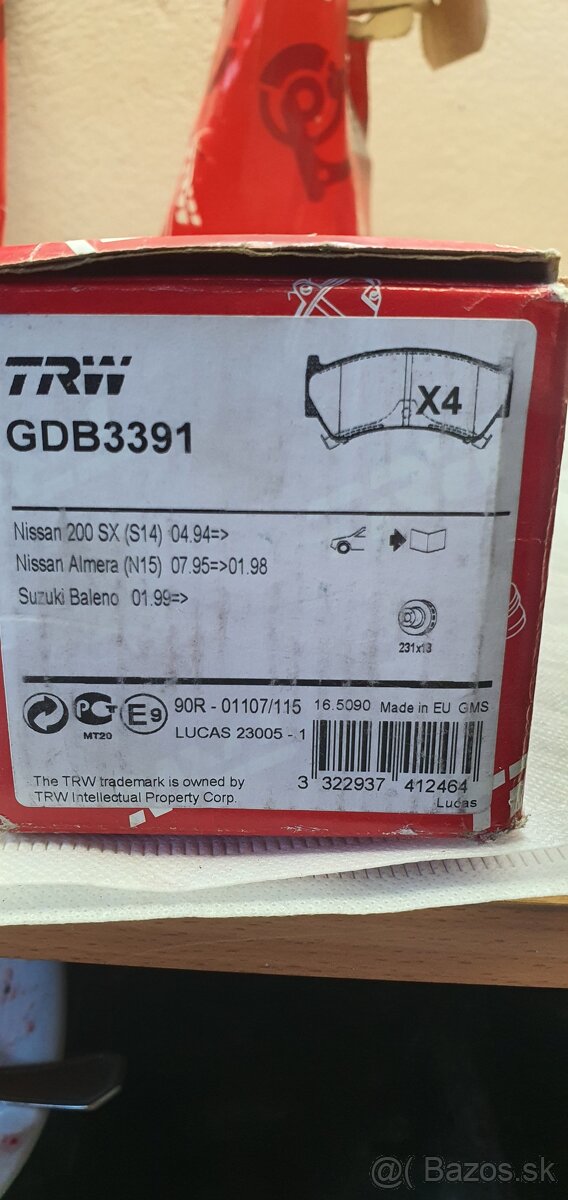 TRW
GDB3391
X4
Nissan 200 SX (S14) 04.94=>
Nissan Almera (N15) 07.95=>01.98
Suzuki Baleno 01.99=>
231x18
PCT
MT20
E9
90R - 01107/115 16.5090 Made in EU GMS
LUCAS 23005 - 1
3 322937 412464
Lucas
The TRW trademark is owned by
TRW Intellectual Property Corp.
@( Bazos.sk